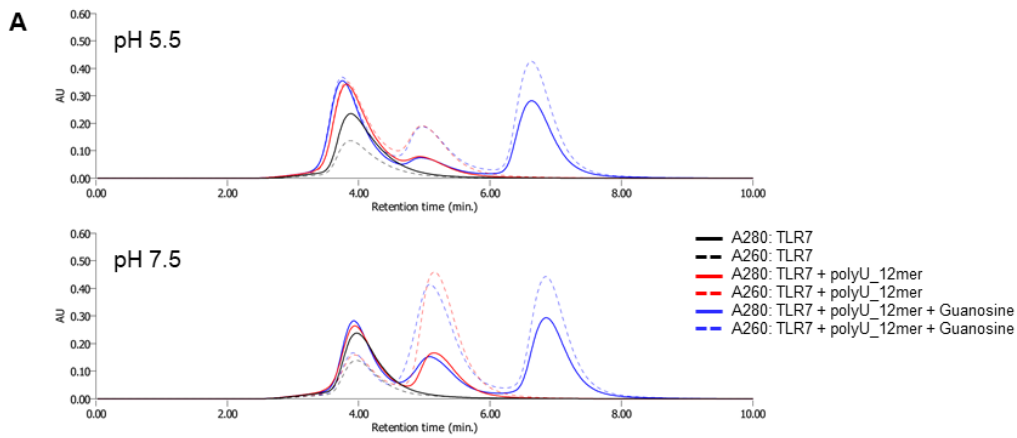 A
pH 5.5
AU
0.60
0.50
0.40
0.30
0.20
0.10
0.00
0.00 2.00 4.00 6.00 8.00 10.00
Retention time (min.)
pH 7.5
AU
0.60
0.50
0.40
0.30
0.20
0.10
0.00
0.00 2.00 4.00 6.00 8.00 10.00
Retention time (min.)
A280: TLR7
A260: TLR7
A280: TLR7 + polyU_12mer
A260: TLR7 + polyU_12mer
A280: TLR7 + polyU_12mer + Guanosine
A260: TLR7 + polyU_12mer + Guanosine